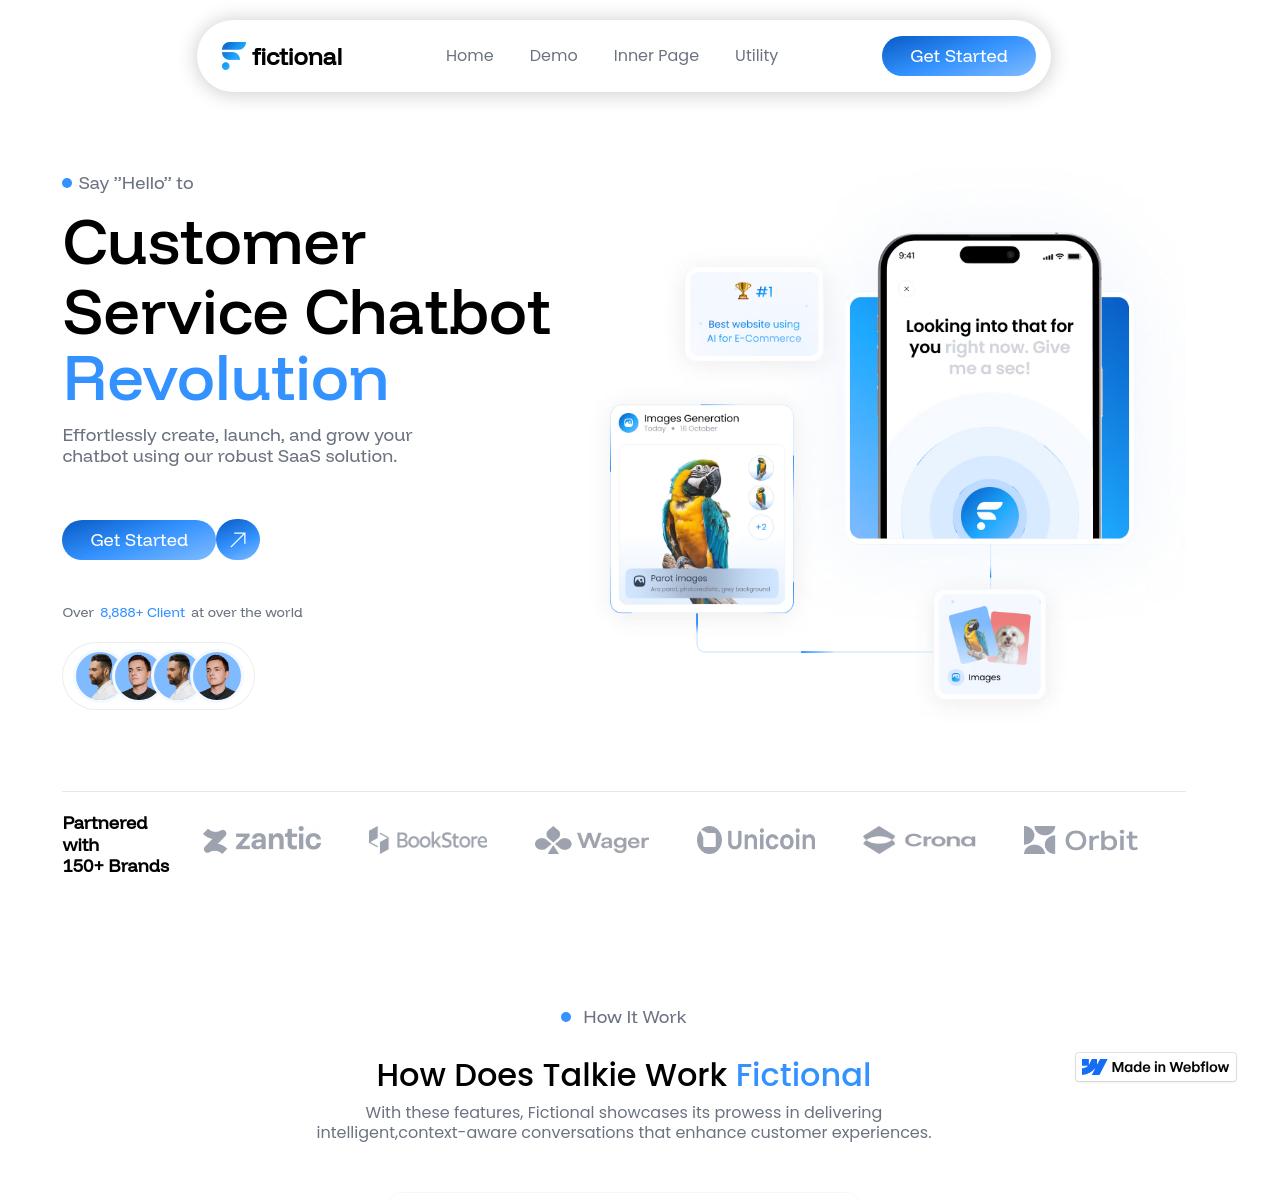 fictional
Home
Demo
Inner Page
Utility
Get Started
Say ”Hello” to
Customer
Service Chatbot
Revolution
Effortlessly create, launch, and grow your
chatbot using our robust SaaS solution.
Get Started
Over 8,888+ Client at over the world
#1
Best website using
AI for E-Commerce
9:41
Looking into that for
you right now. Give
me a sec!
Images Generation
Today • 16 October
+2
Parot images
Ara parot, photorealistic, grey background
Images
Partnered
with
150+ Brands
zantic
BookStore
Wager
Unicoin
Crona
Orbit
How It Work
How Does Talkie Work Fictional
With these features, Fictional showcases its prowess in delivering
intelligent,context-aware conversations that enhance customer experiences.
Made in Webflow